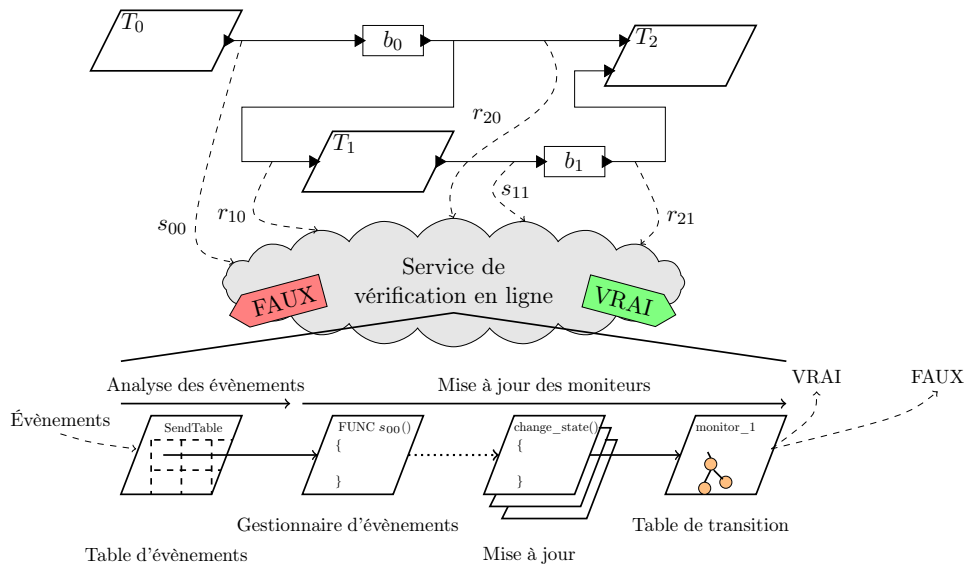 T₀
b₀
T₂
r₂₀
T₁
b₁
s₁₁
s₀₀
r₁₀
r₂₁
Service de
vérification en ligne
FAUX
VRAI
Analyse des évènements
Mise à jour des moniteurs
VRAI
FAUX
Évènements
SendTable
FUNC s₀₀()
{
}
change_state()
{
}
monitor_1
Gestionnaire d'évènements
Table de transition
Table d'évènements
Mise à jour